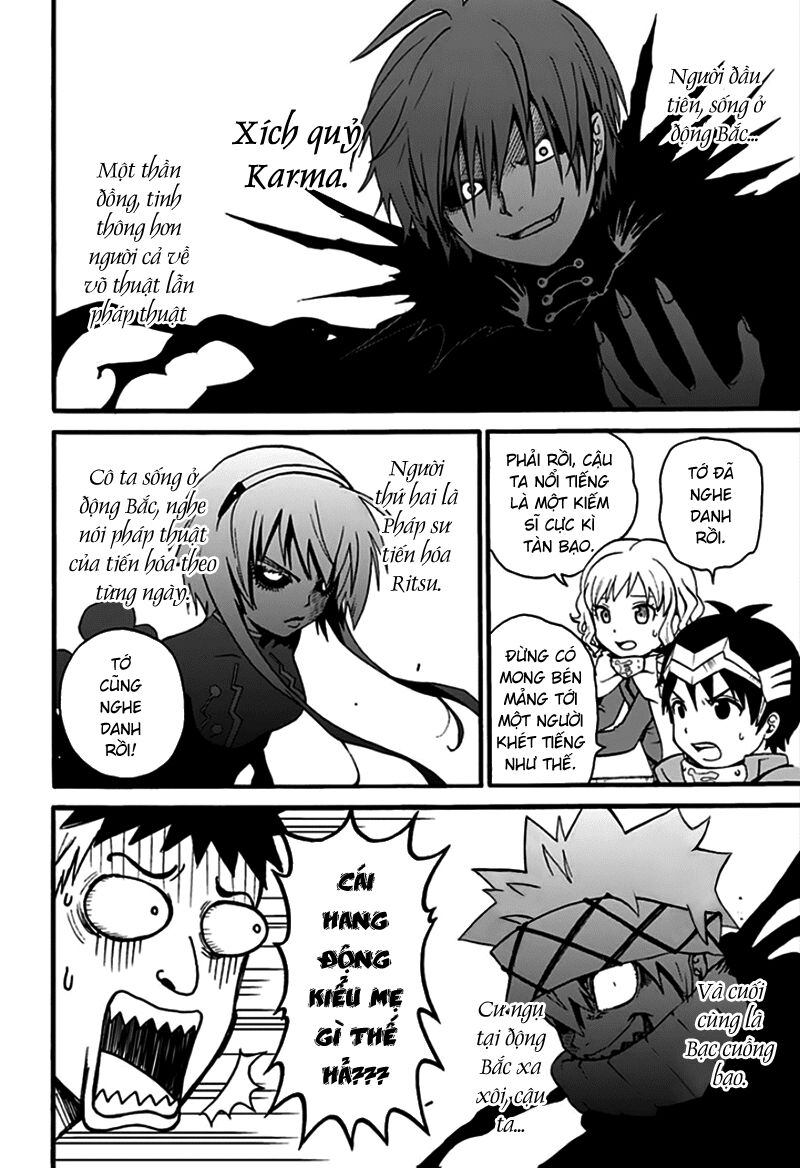 Người đầu
tiên, sống ở
động Bắc...
Xích quỷ
Karma.
Một thần
đồng, tinh
thông hơn
người cả về
võ thuật lẫn
pháp thuật
TỚ ĐÃ
NGHE
DANH
RỒI.
PHẢI RỒI, CẬU
TA NỔI TIẾNG
LÀ MỘT KIẾM
SĨ CỰC KÌ
TÀN BẠO.
ĐỪNG CÓ
MONG BÉN
MẢNG TỚI
MỘT NGƯỜI
KHÉT TIẾNG
NHƯ THẾ.
Người
thứ hai là
Pháp sư
tiến hóa
Ritsu.
Cô ta sống ở
động Bắc, nghe
nói pháp thuật
của tiến hóa theo
từng ngày.
TỚ
CŨNG
NGHE
DANH
RỒI!
Và cuối
cùng là
Bạc cuồng
bạo.
Cư ngụ
tại động
Bắc xa
xôi, cậu
ta...
CÁI
HANG
ĐỘNG
KIỂU MẸ
GÌ THẾ
HẢ???